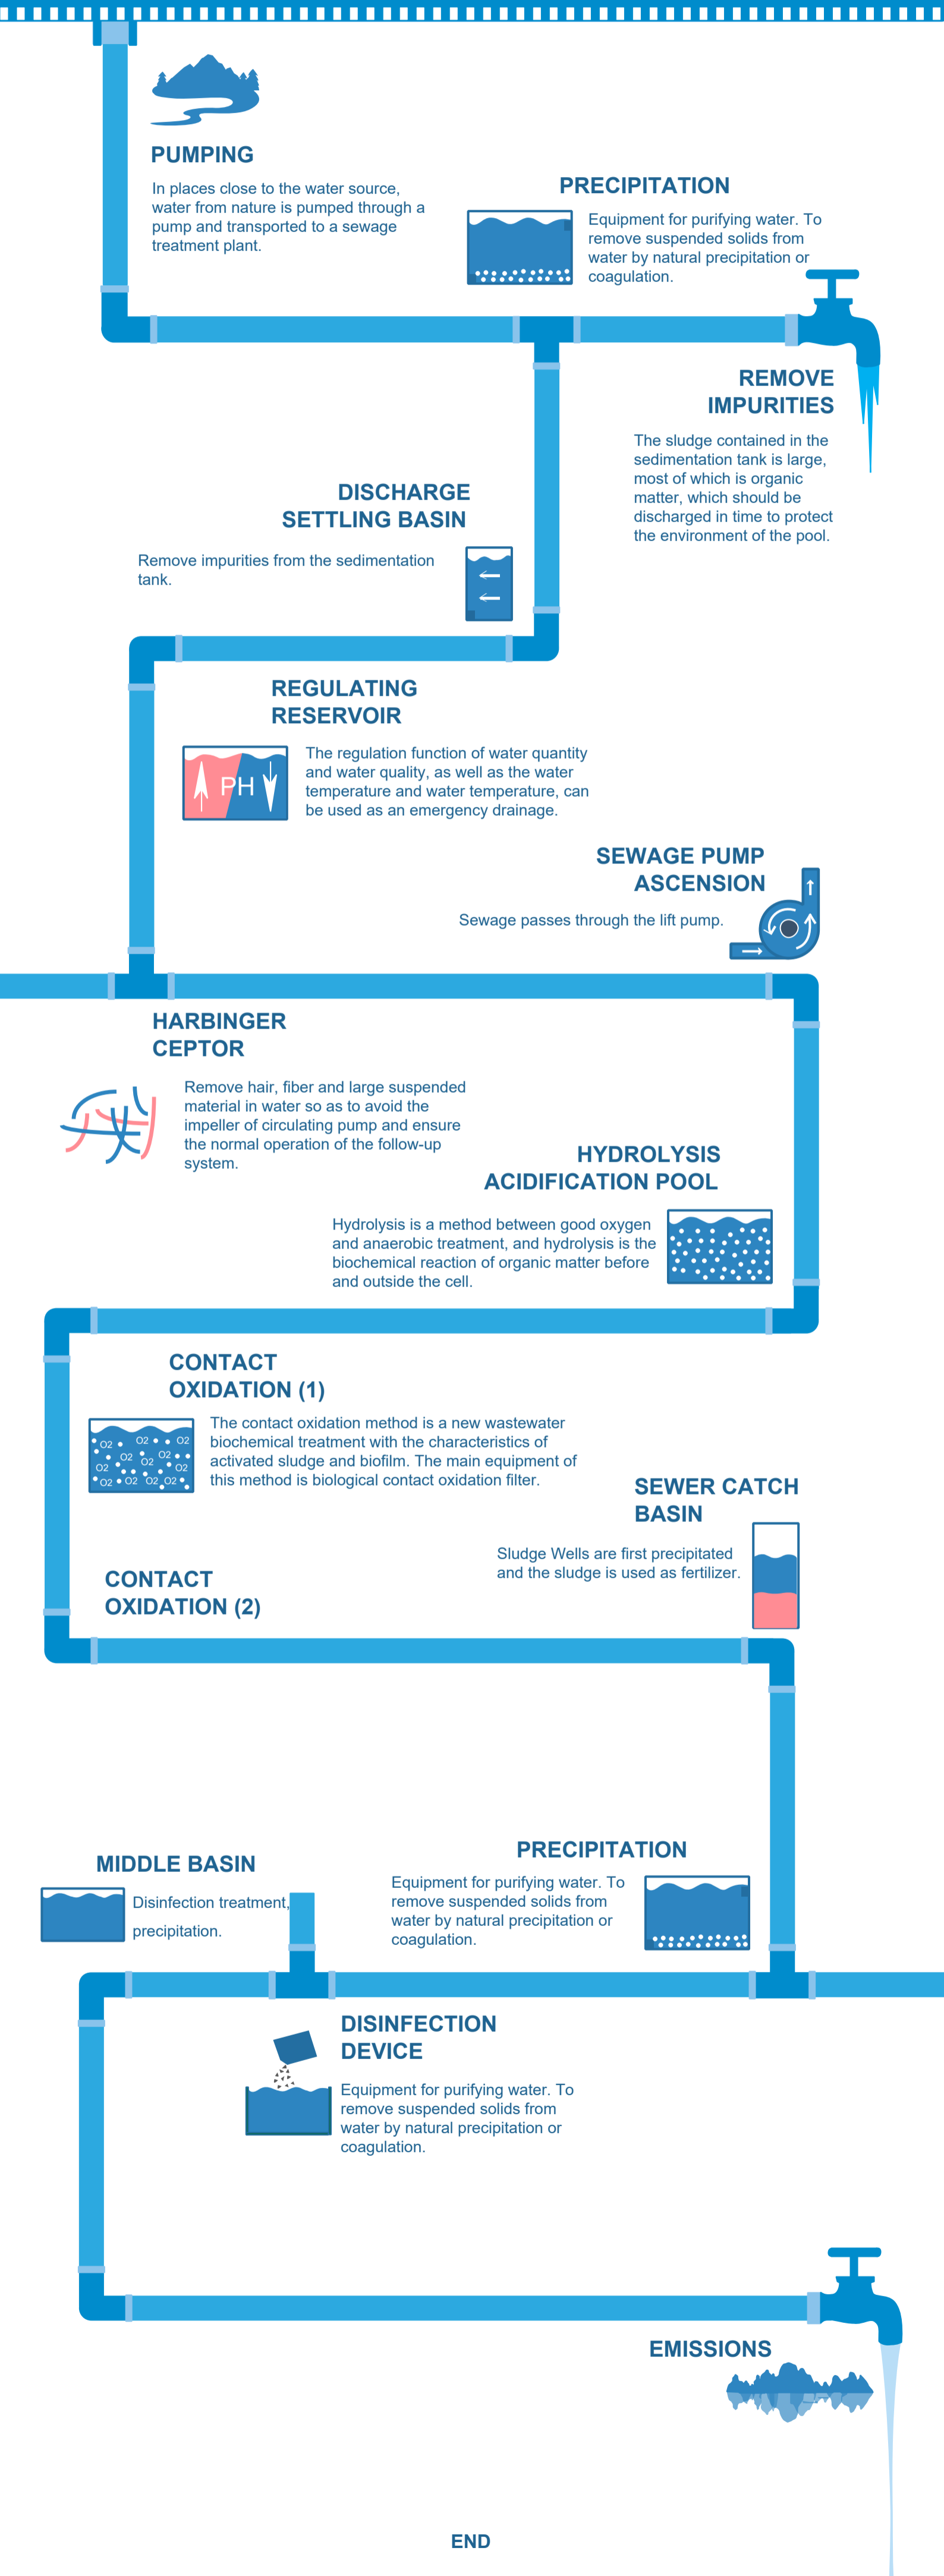 PUMPING
In places close to the water source,
water from nature is pumped through a
pump and transported to a sewage
treatment plant.
PRECIPITATION
Equipment for purifying water. To
remove suspended solids from
water by natural precipitation or
coagulation.
REMOVE
IMPURITIES
The sludge contained in the
sedimentation tank is large,
most of which is organic
matter, which should be
discharged in time to protect
the environment of the pool.
DISCHARGE
SETTLING BASIN
Remove impurities from the sedimentation
tank.
REGULATING
RESERVOIR
PH
The regulation function of water quantity
and water quality, as well as the water
temperature and water temperature, can
be used as an emergency drainage.
SEWAGE PUMP
ASCENSION
Sewage passes through the lift pump.
HARBINGER
CEPTOR
Remove hair, fiber and large suspended
material in water so as to avoid the
impeller of circulating pump and ensure
the normal operation of the follow-up
system.
HYDROLYSIS
ACIDIFICATION POOL
Hydrolysis is a method between good oxygen
and anaerobic treatment, and hydrolysis is the
biochemical reaction of organic matter before
and outside the cell.
CONTACT
OXIDATION (1)
O2 O2 O2
O2 O2
O2 O2 O2
O2 O2 O2 O2
The contact oxidation method is a new wastewater
biochemical treatment with the characteristics of
activated sludge and biofilm. The main equipment of
this method is biological contact oxidation filter.
SEWER CATCH
BASIN
Sludge Wells are first precipitated
and the sludge is used as fertilizer.
CONTACT
OXIDATION (2)
PRECIPITATION
Equipment for purifying water. To
remove suspended solids from
water by natural precipitation or
coagulation.
MIDDLE BASIN
Disinfection treatment,
precipitation.
DISINFECTION
DEVICE
Equipment for purifying water. To
remove suspended solids from
water by natural precipitation or
coagulation.
EMISSIONS
END